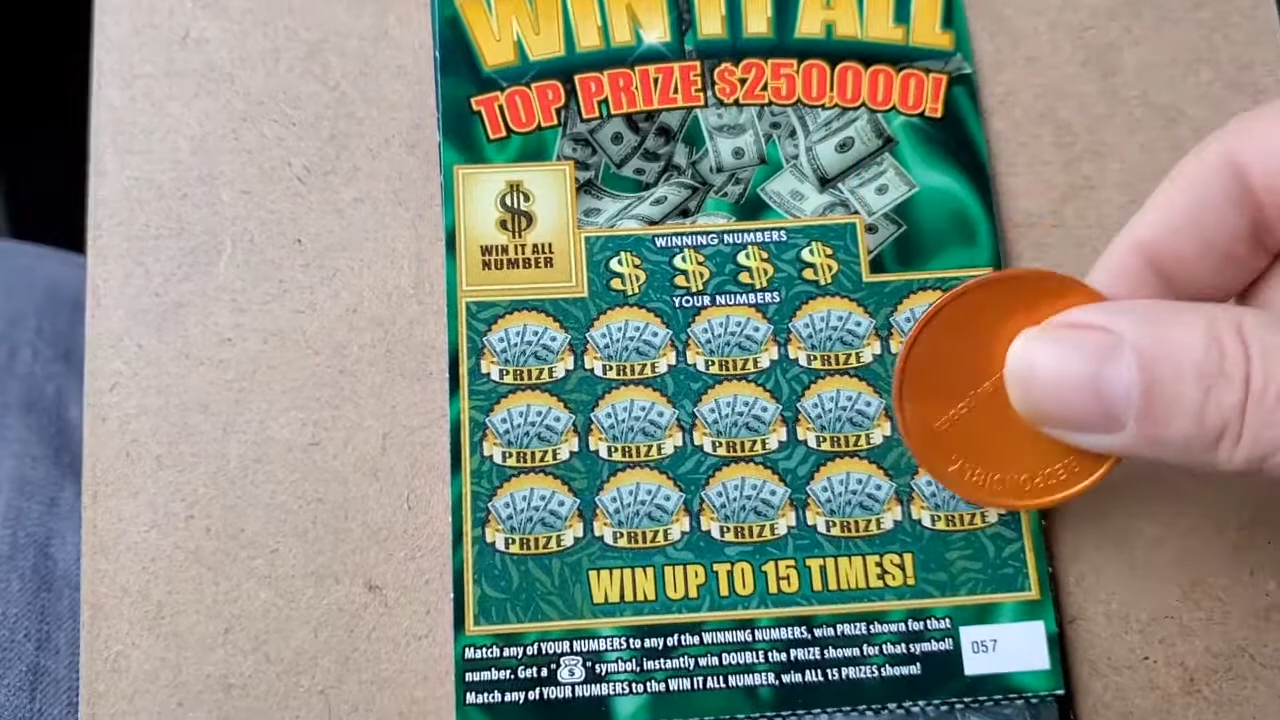 WIN IT ALL
TOP PRIZE $250,000!
$
WIN IT ALL
NUMBER
WINNING NUMBERS
$ $ $ $
YOUR NUMBERS
PRIZE PRIZE PRIZE PRIZE
PRIZE PRIZE PRIZE PRIZE
PRIZE PRIZE PRIZE PRIZE PRIZE
WIN UP TO 15 TIMES!
Match any of YOUR NUMBERS to any of the WINNING NUMBERS, win PRIZE shown for that
number. Get a " " symbol, instantly win DOUBLE the PRIZE shown for that symbol!
Match any of YOUR NUMBERS to the WIN IT ALL NUMBER, win ALL 15 PRIZES shown!
057